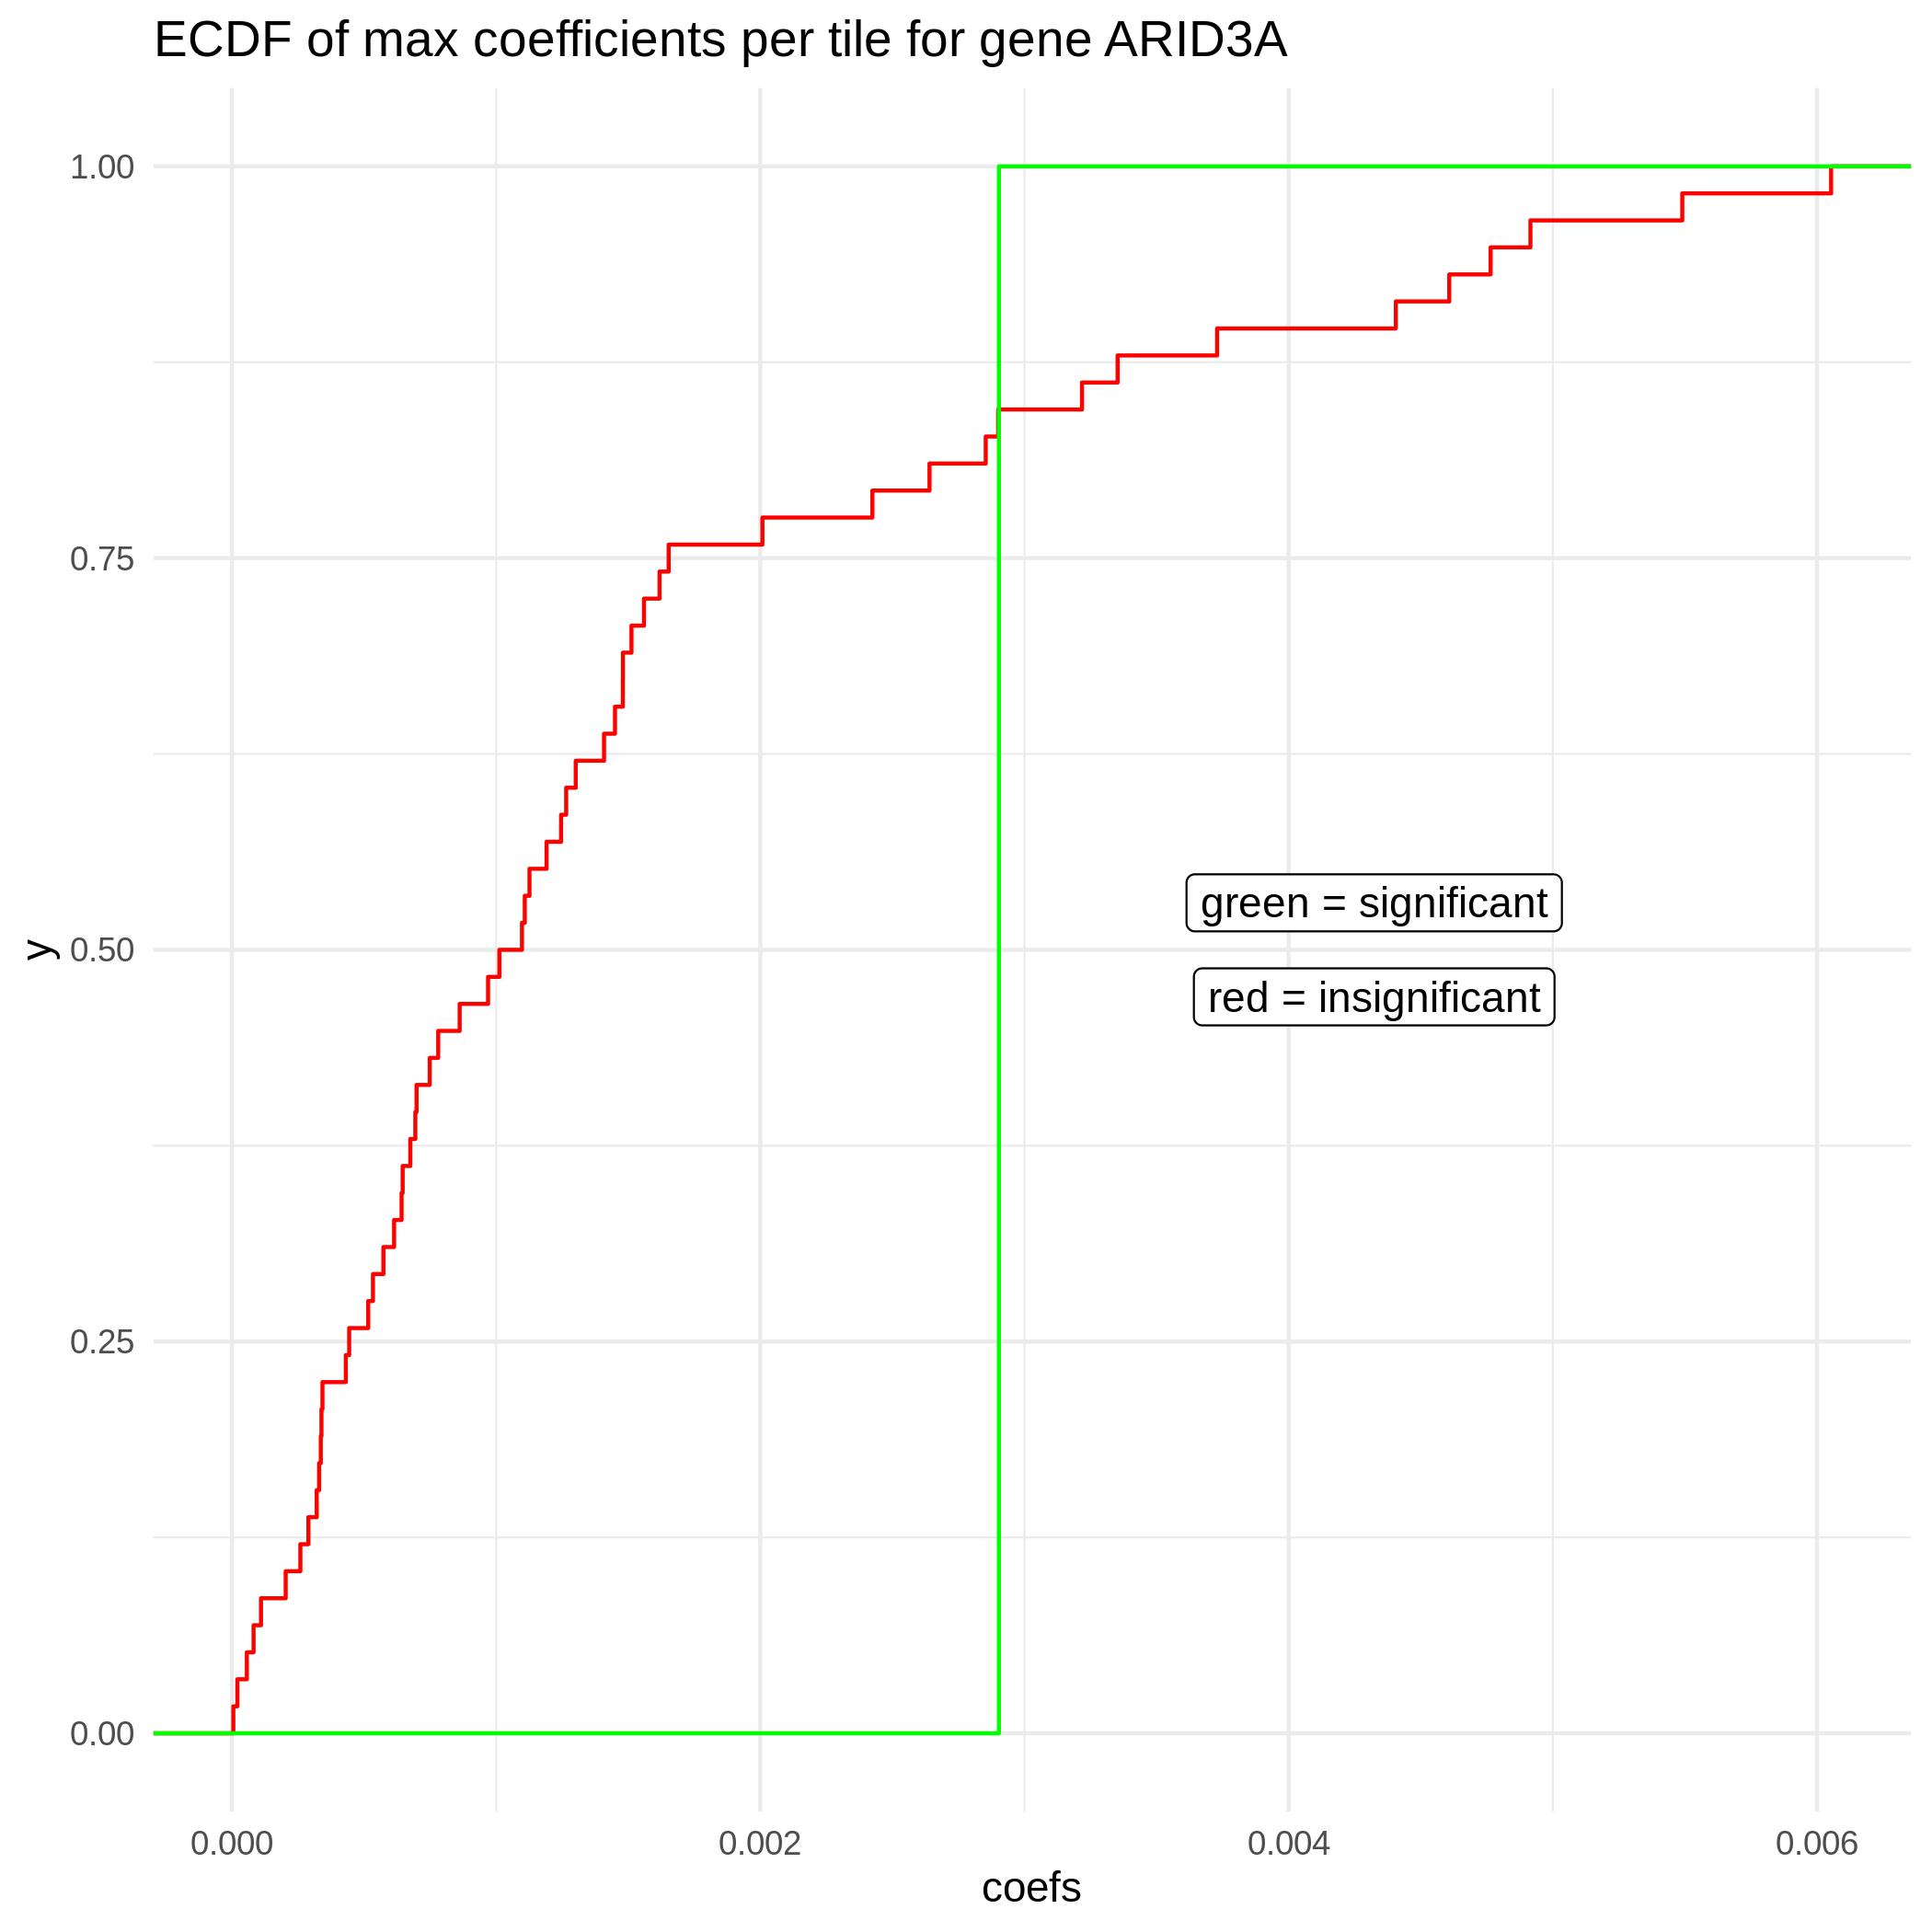 ECDF of max coefficients per tile for gene ARID3A
1.00
0.75
0.50
0.25
0.00
y
green = significant
red = insignificant
0.000 0.002 0.004 0.006
coefs